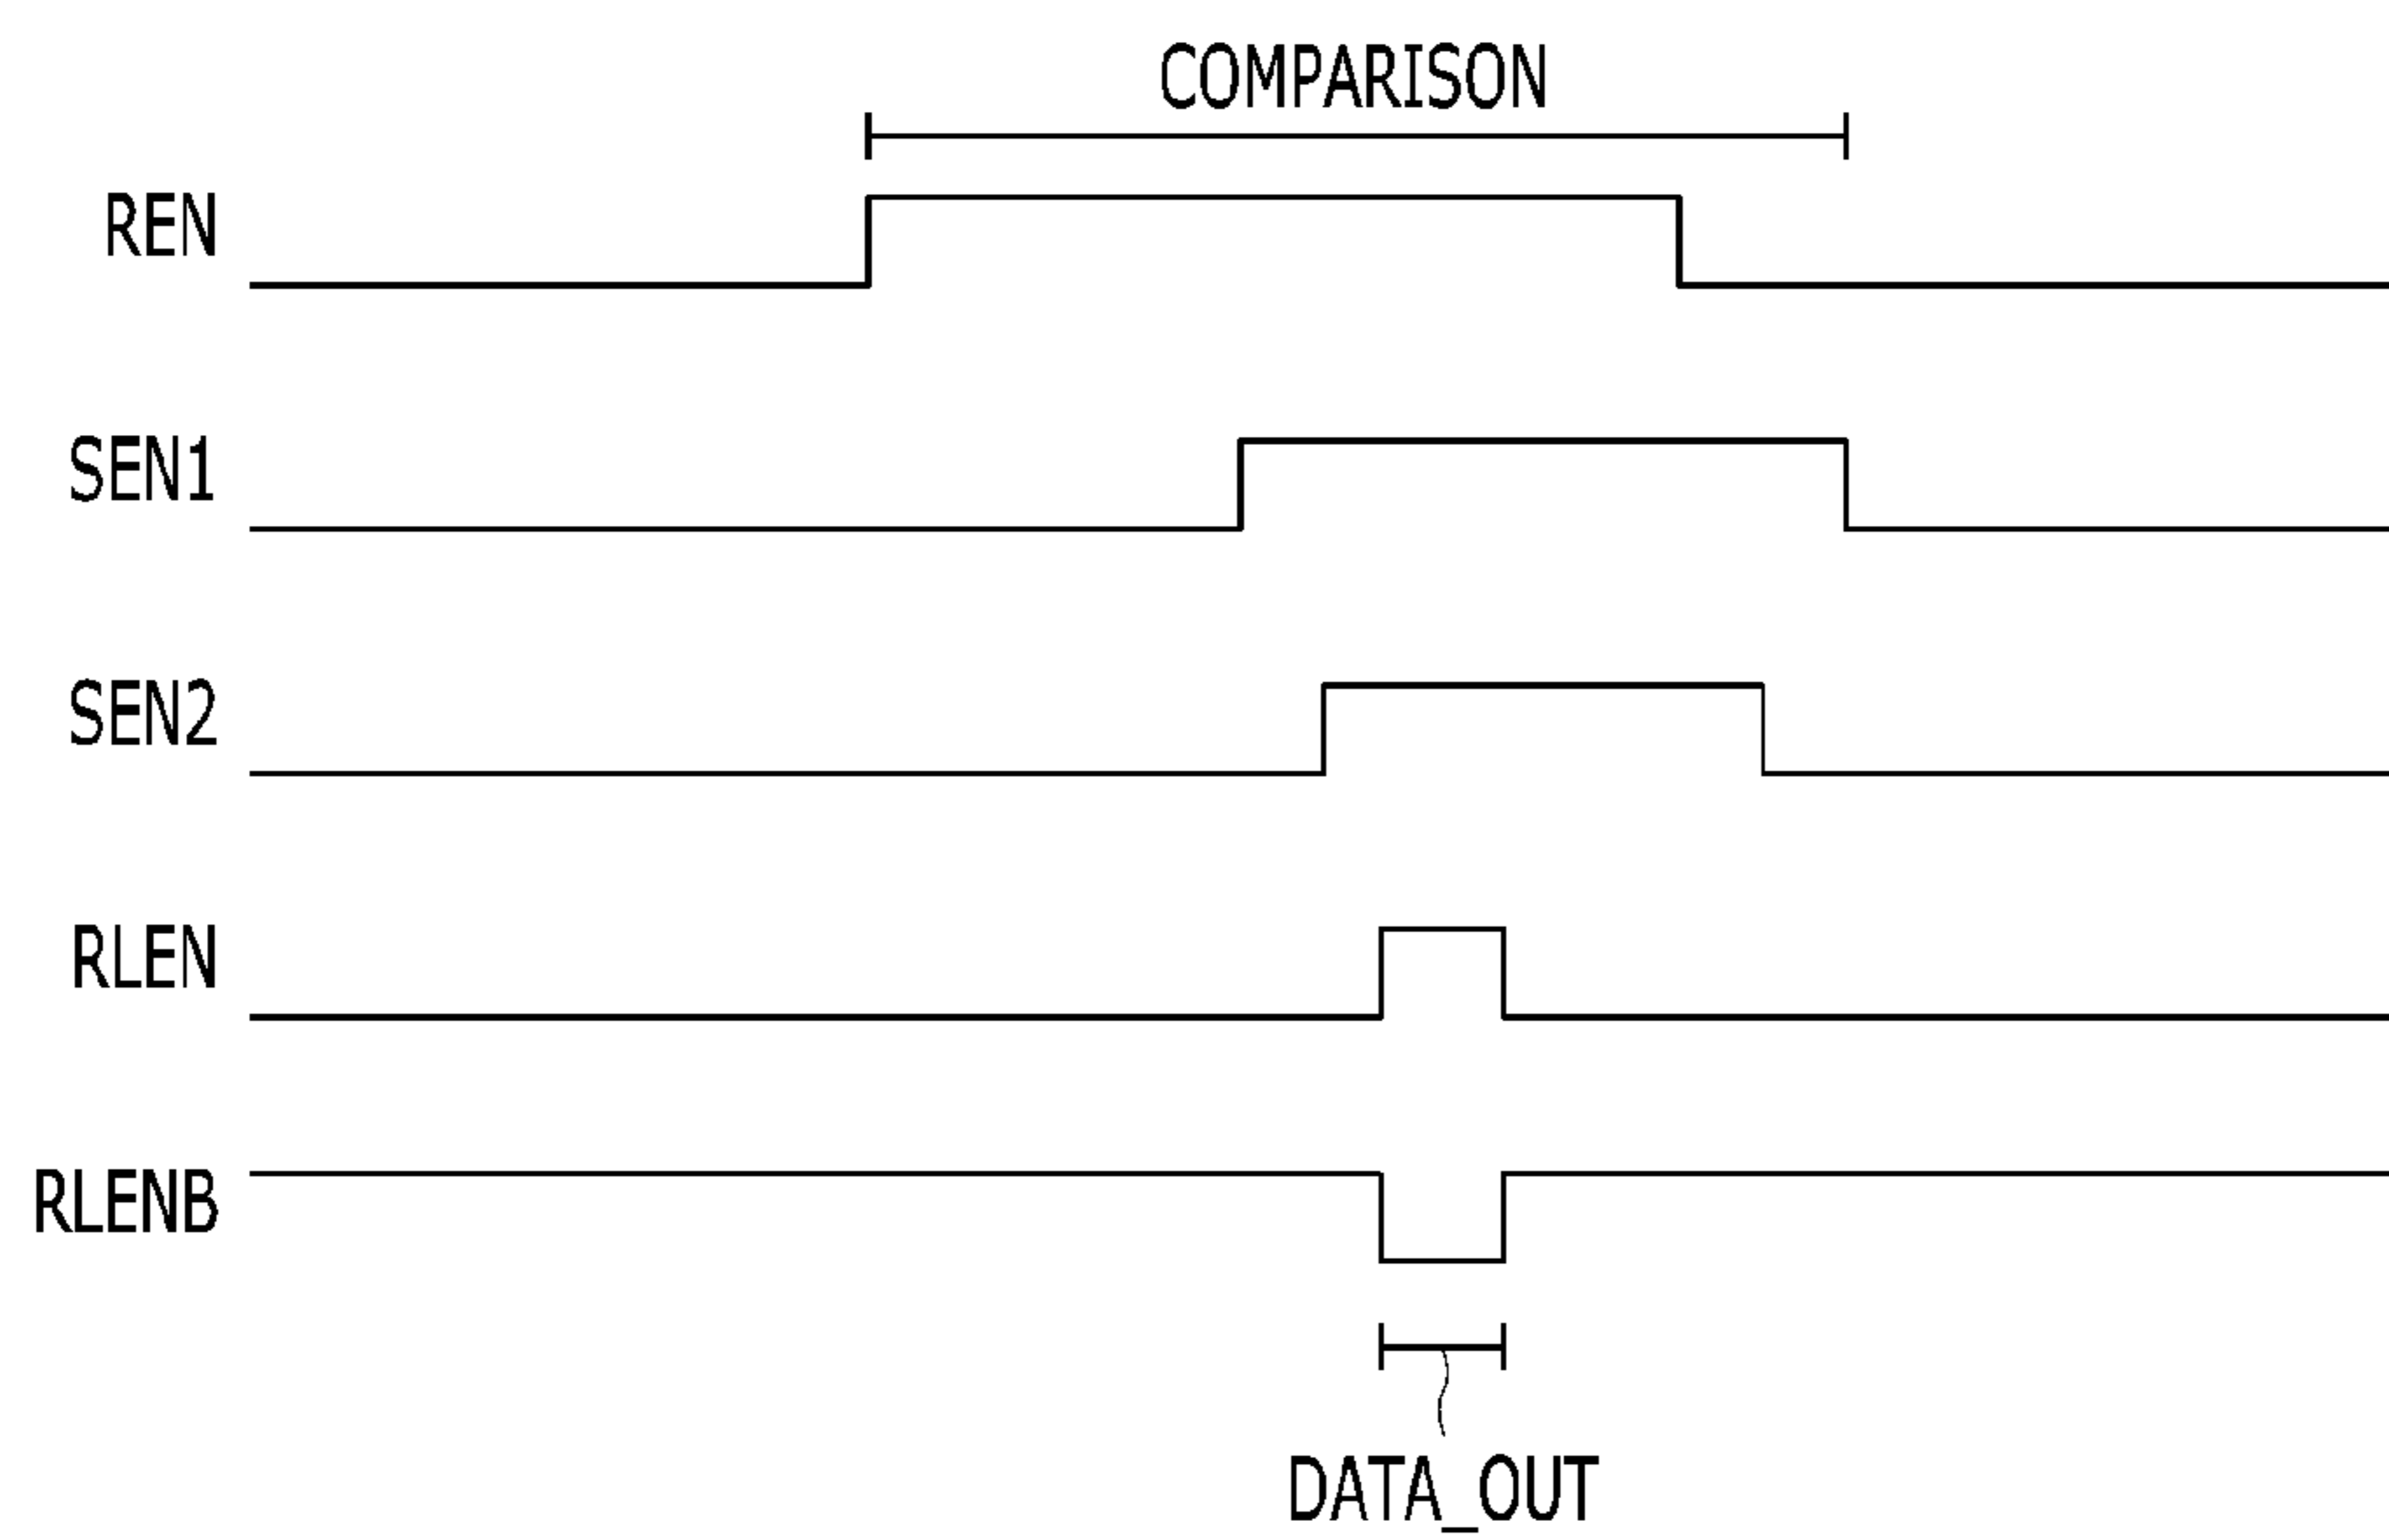 COMPARISON
REN
SEN1
SEN2
RLEN
RLENB
DATA_OUT